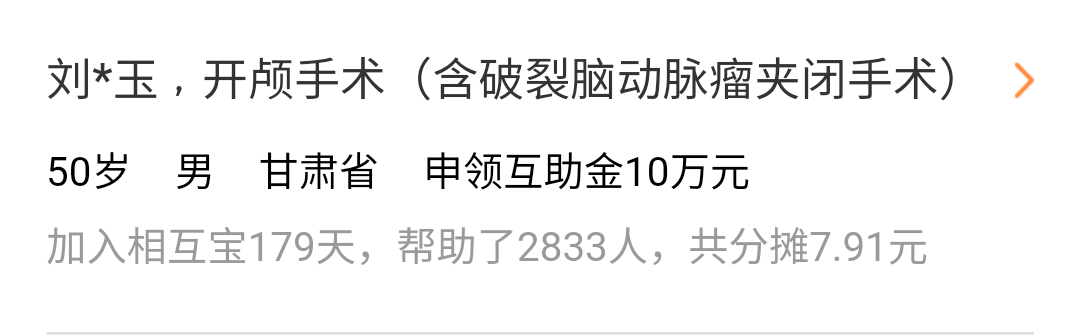 刘*玉，开颅手术（含破裂脑动脉瘤夹闭手术）
50岁 男 甘肃省 申领互助金10万元
加入相互宝179天，帮助了2833人，共分摊7.91元